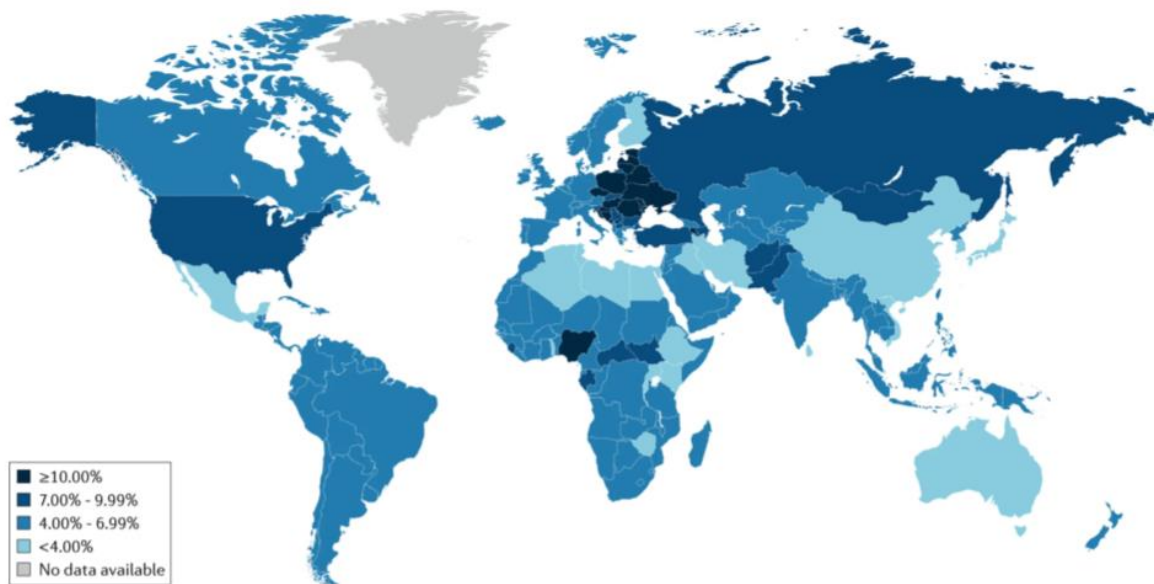 ≥10.00%
7.00% - 9.99%
4.00% - 6.99%
<4.00%
No data available